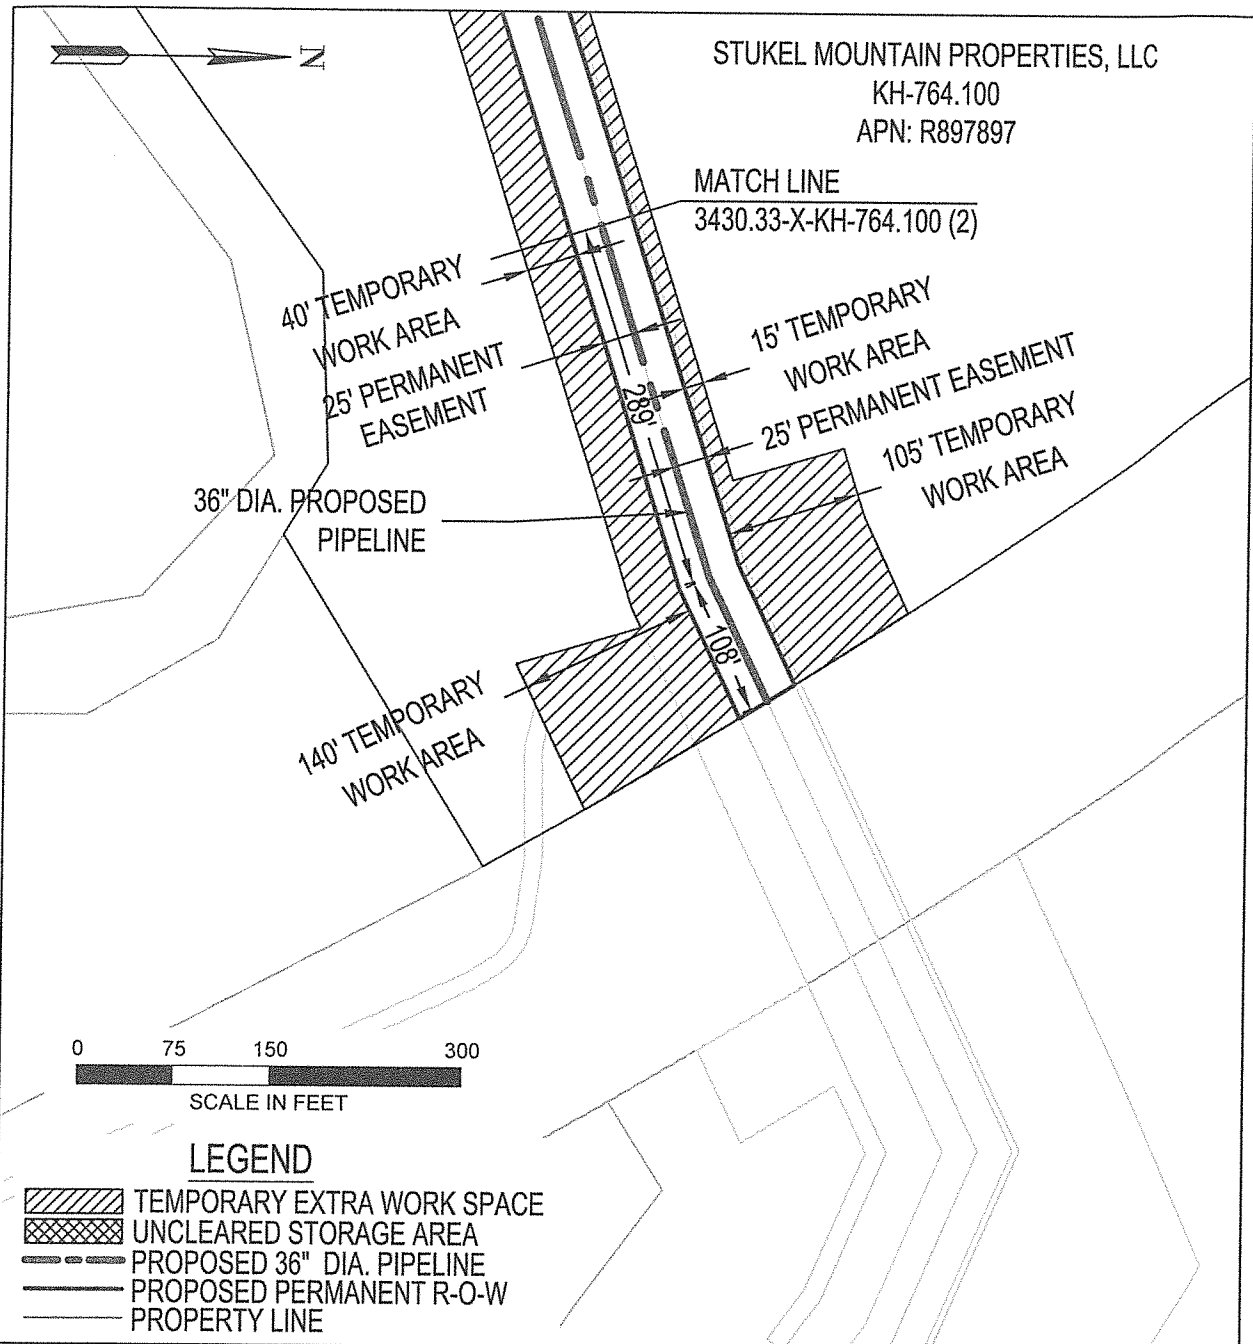 N
STUKEL MOUNTAIN PROPERTIES, LLC
KH-764.100
APN: R897897
MATCH LINE
3430.33-X-KH-764.100 (2)
40' TEMPORARY
WORK AREA
25' PERMANENT
EASEMENT
15' TEMPORARY
WORK AREA
25' PERMANENT EASEMENT
105' TEMPORARY
WORK AREA
289'
36" DIA. PROPOSED
PIPELINE
108'
140' TEMPORARY
WORK AREA
0 75 150 300
SCALE IN FEET
LEGEND
TEMPORARY EXTRA WORK SPACE
UNCLEARED STORAGE AREA
PROPOSED 36" DIA. PIPELINE
PROPOSED PERMANENT R-O-W
PROPERTY LINE